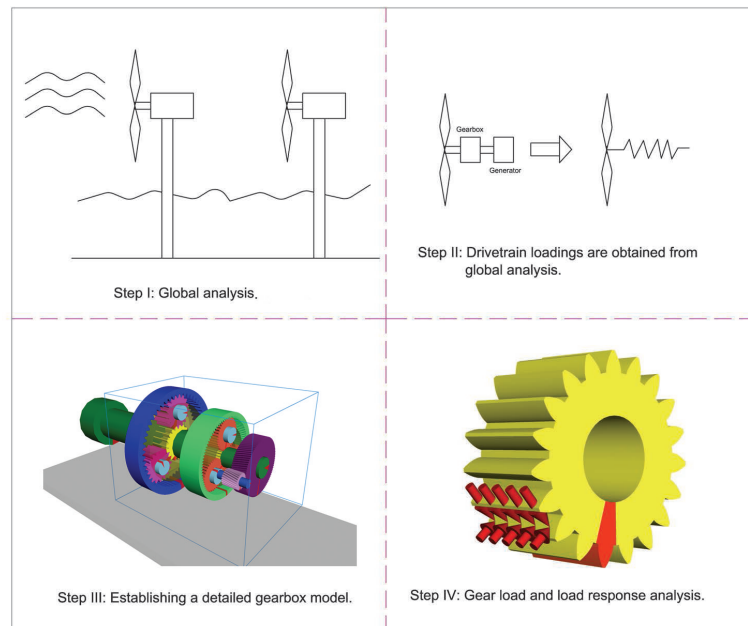 Step I: Global analysis.
Gearbox
Generator
Step II: Drivetrain loadings are obtained from
global analysis.
Step III: Establishing a detailed gearbox model.
Step IV: Gear load and load response analysis.